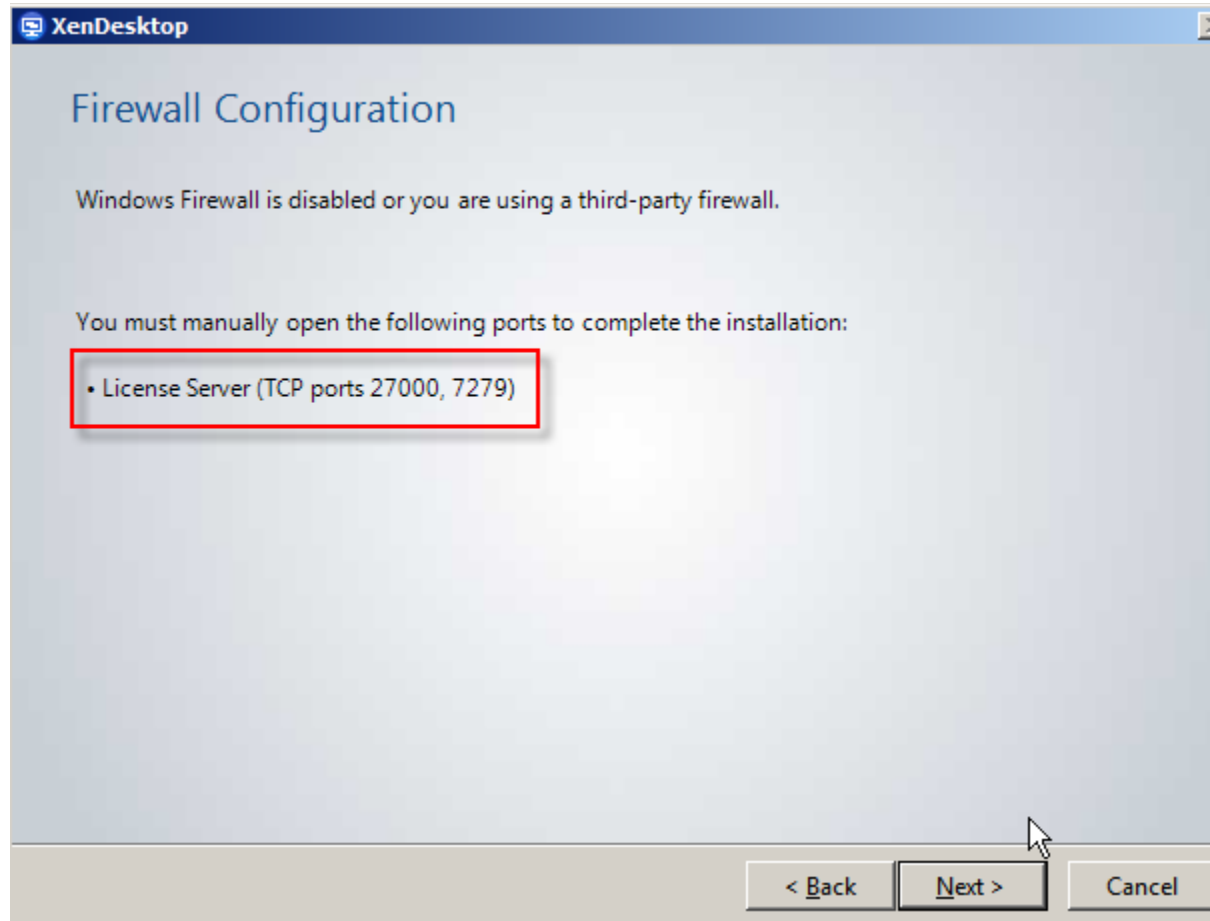 XenDesktop
Firewall Configuration
Windows Firewall is disabled or you are using a third-party firewall.
You must manually open the following ports to complete the installation:
• License Server (TCP ports 27000, 7279)
< Back
Next >
Cancel